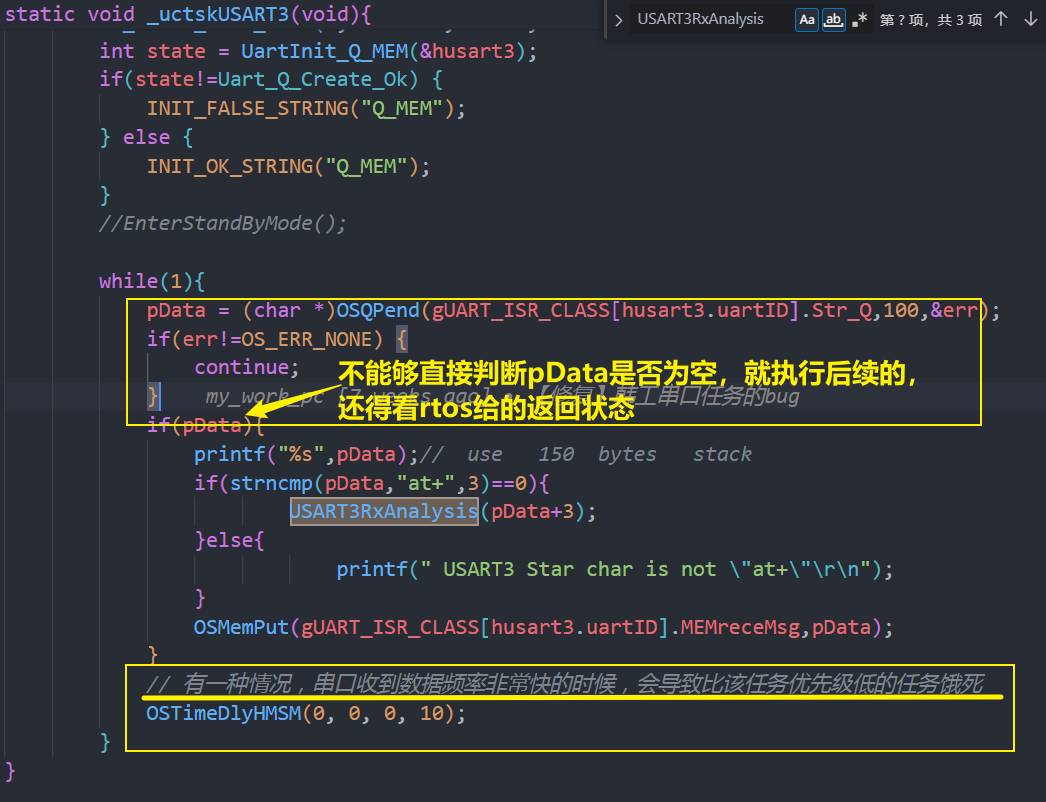 static void _uctskUSART3(void){
USART3RxAnalysis Aa ab .* 第 ? 项，共 3 项
int state = UartInit_Q_MEM(&husart3);
if(state!=Uart_Q_Create_Ok) {
INIT_FALSE_STRING("Q_MEM");
} else {
INIT_OK_STRING("Q_MEM");
}
//EnterStandByMode();
while(1){
pData = (char *)OSQPend(gUART_ISR_CLASS[husart3.uartID].Str_Q,100,&err);
if(err!=OS_ERR_NONE) {
continue;
不能够直接判断pData是否为空，就执行后续的，
} my_work_pc [7 weeks ago] 【修复】韩工串口任务的bug
还得看rtos给的返回状态
if(pData){
printf("%s",pData);// use 150 bytes stack
if(strncmp(pData,"at+",3)==0){
USART3RxAnalysis(pData+3);
}else{
printf(" USART3 Star char is not \"at+\"\r\n");
}
OSMemPut(gUART_ISR_CLASS[husart3.uartID].MEMreceMsg,pData);
}
// 有一种情况，串口收到数据频率非常快的时候，会导致比该任务优先级低的任务饿死
OSTimeDlyHMSM(0, 0, 0, 10);
}
}